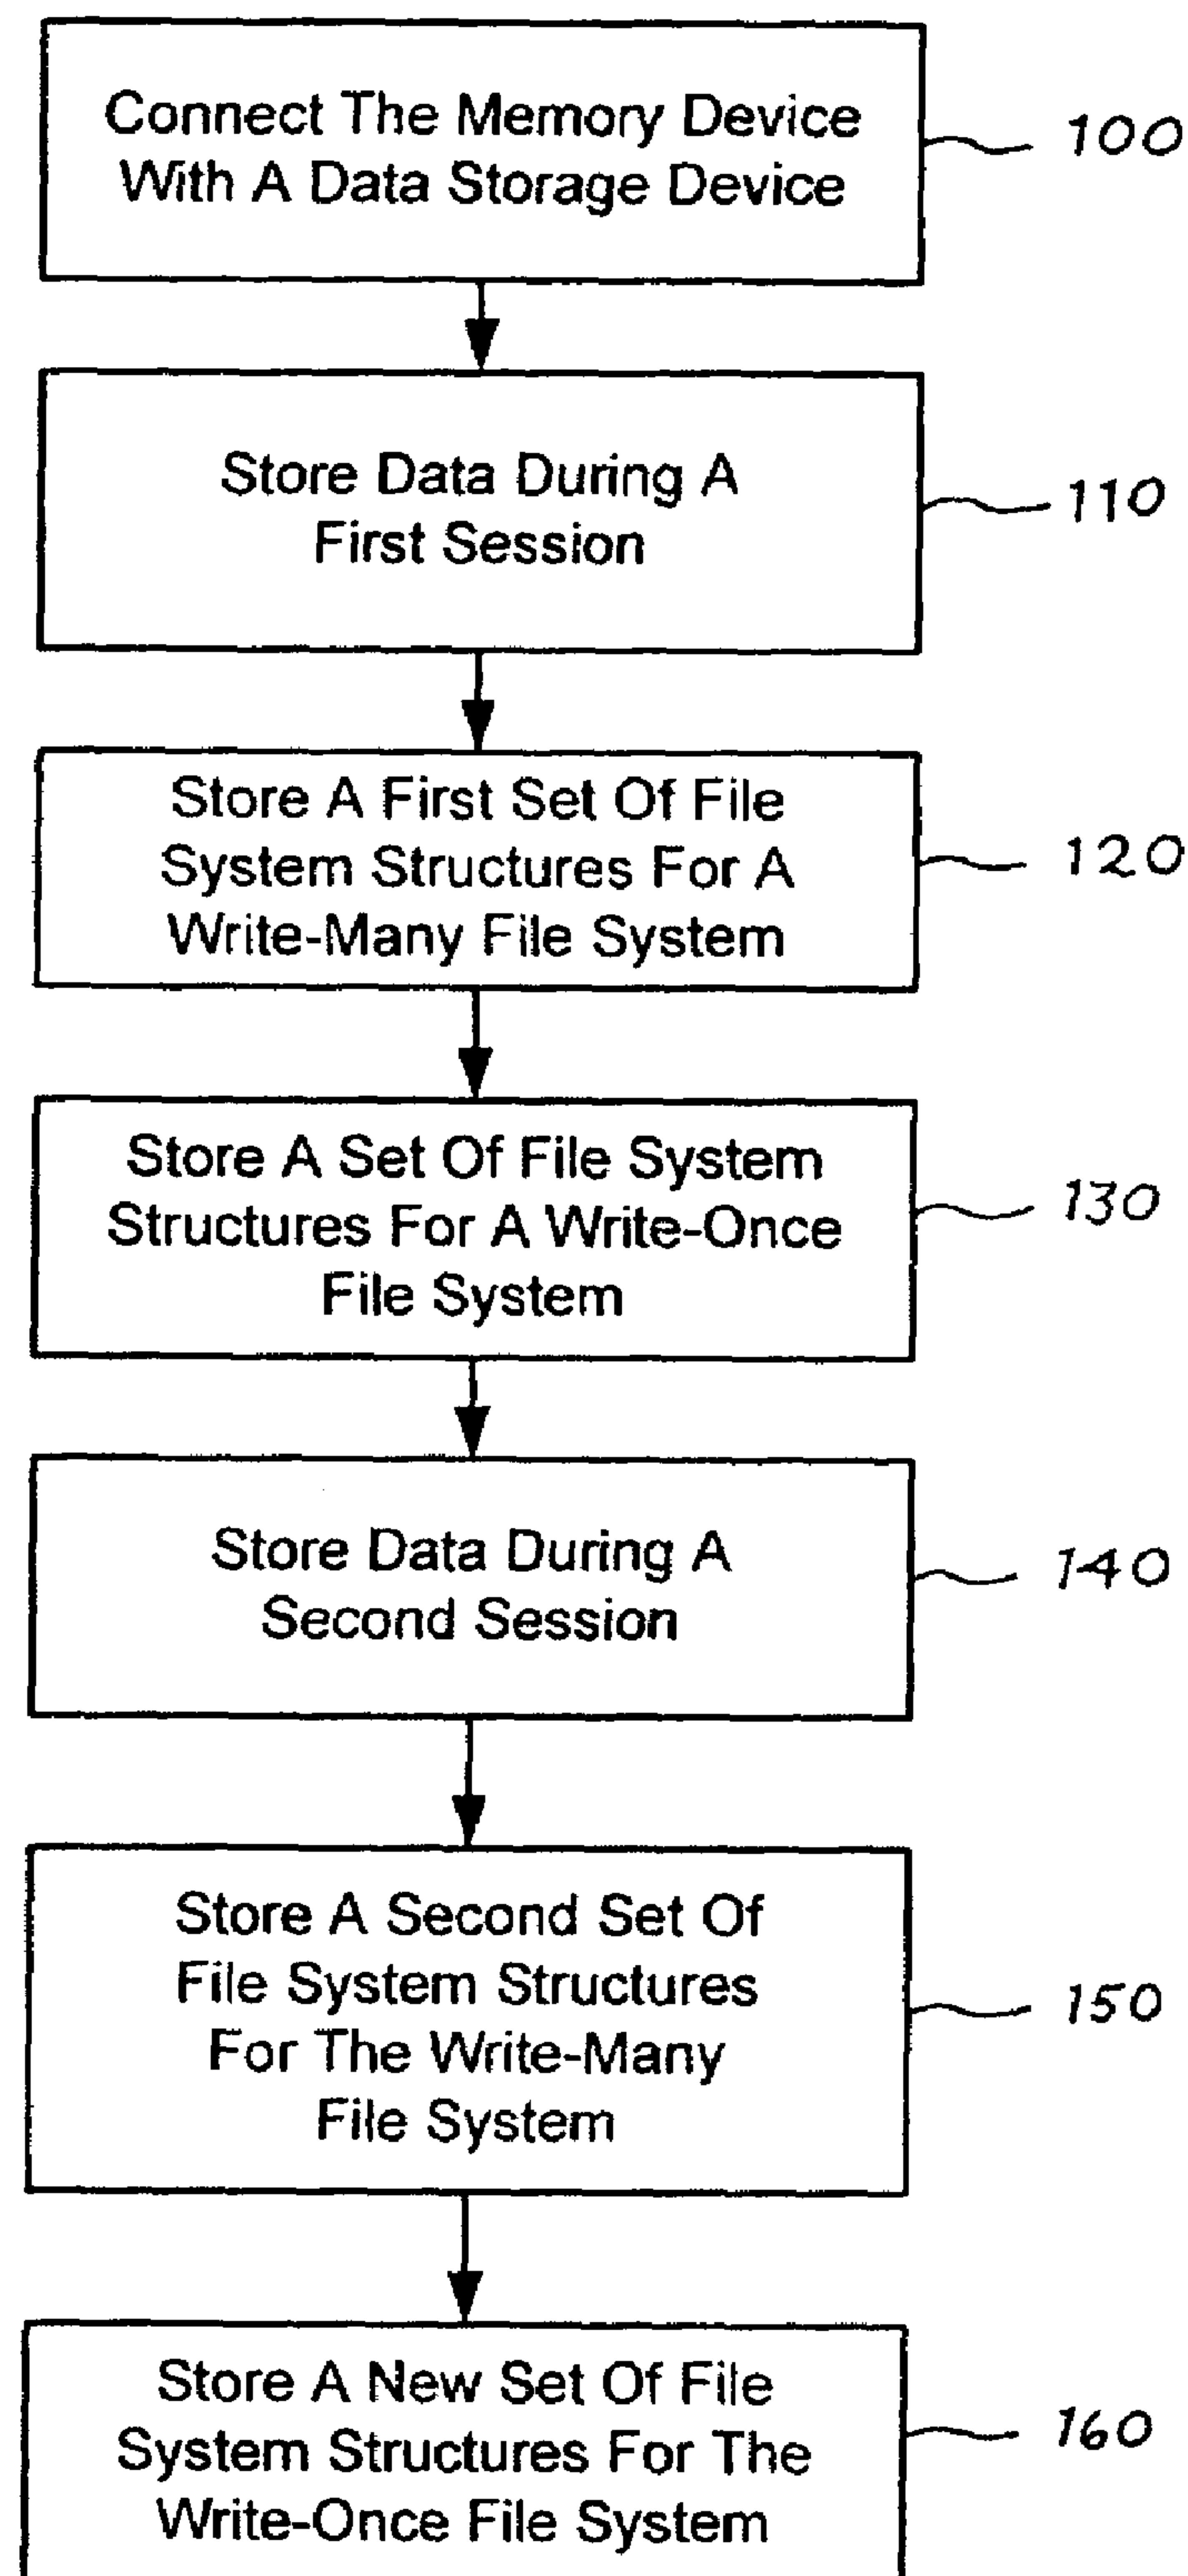 Connect The Memory Device
With A Data Storage Device
100
Store Data During A
First Session
110
Store A First Set Of File
System Structures For A
Write-Many File System
120
Store A Set Of File System
Structures For A Write-Once
File System
130
Store Data During A
Second Session
140
Store A Second Set Of
File System Structures
For The Write-Many
File System
150
Store A New Set Of File
System Structures For The
Write-Once File System
160